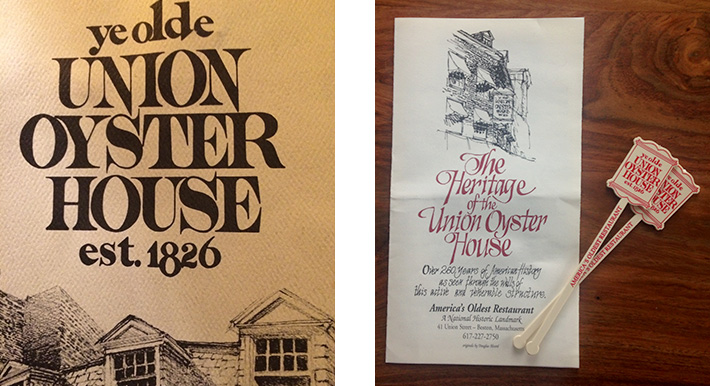 ye olde
UNION
OYSTER
HOUSE
est. 1826
The
Heritage
of the
Union Oyster
House
Over 260 Years of American History
as seen through the walls of
this active and venerable structure.
America's Oldest Restaurant
A National Historic Landmark
41 Union Street – Boston, Massachusetts
617-227-2750
ye olde
UNION
OYSTER
HOUSE
est. 1826
AMERICA'S OLDEST RESTAURANT
OLDEST RESTAURANT